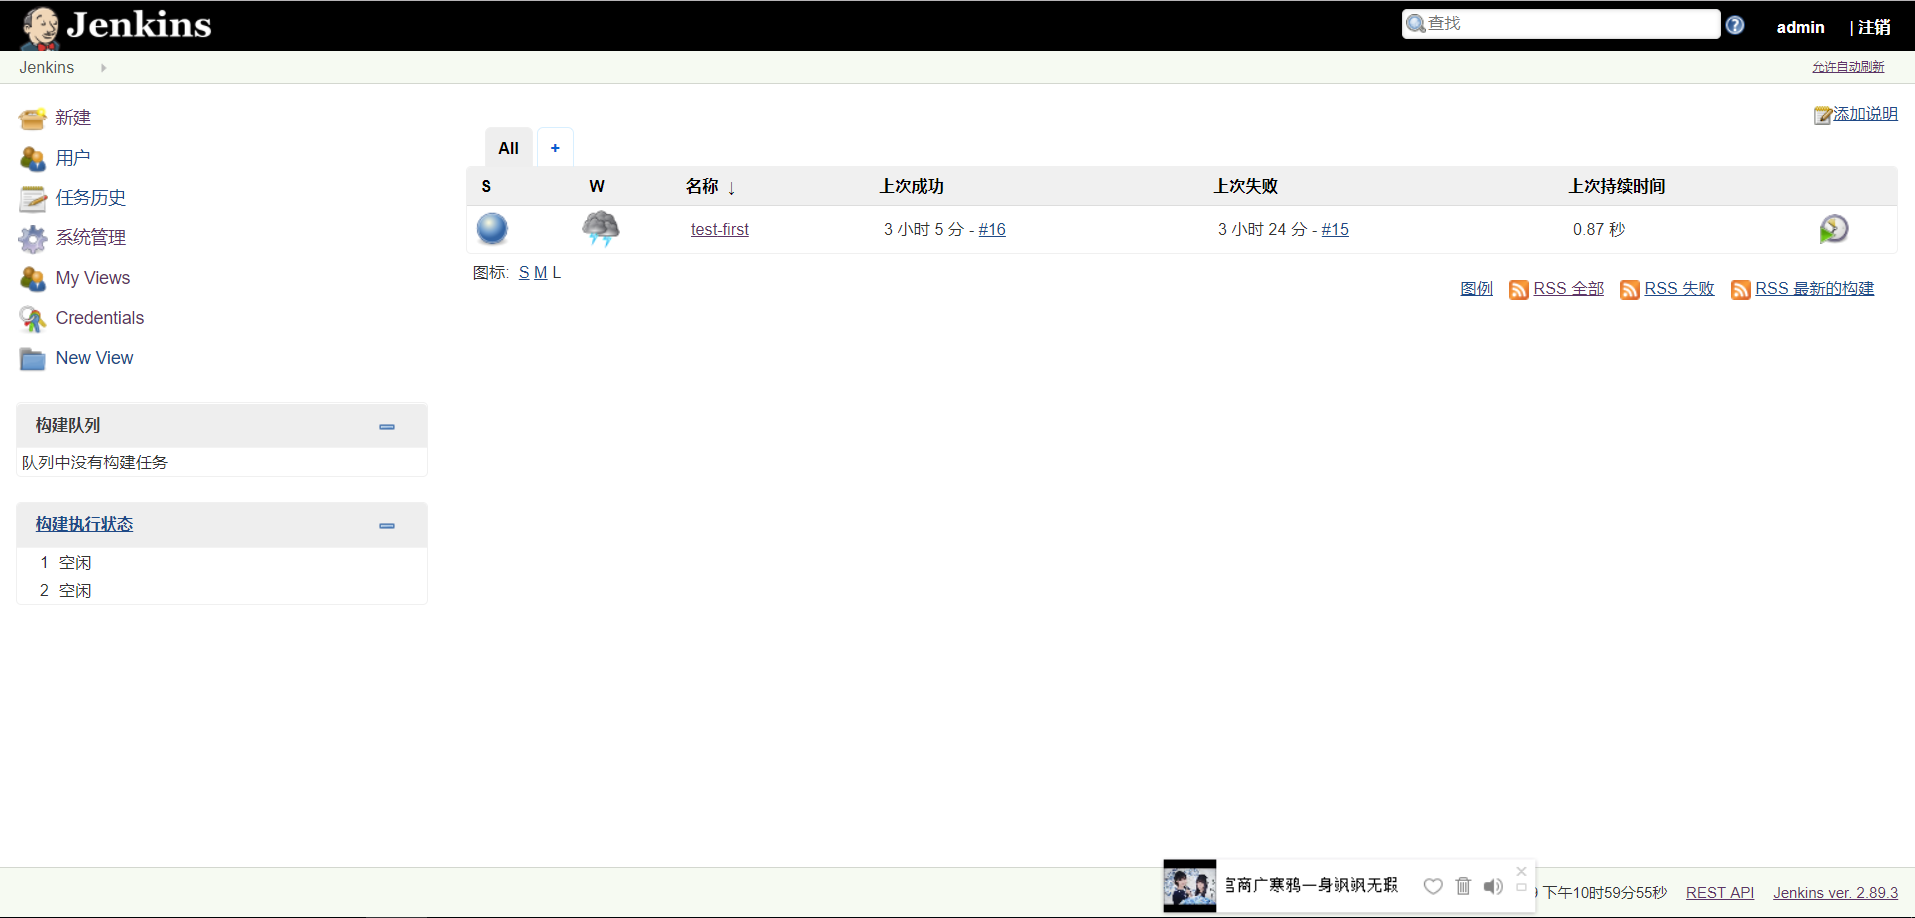 Jenkins
查找
admin
| 注销
Jenkins
允许自动刷新
新建
用户
任务历史
系统管理
My Views
Credentials
New View
构建队列
队列中没有构建任务
构建执行状态
1 空闲
2 空闲
添加说明
All
+
S W 名称 ↓ 上次成功 上次失败 上次持续时间
test-first 3 小时 5 分 - #16 3 小时 24 分 - #15 0.87 秒
图标: S M L
图例 RSS 全部 RSS 失败 RSS 最新的构建
宫商广寒鸦一身飒飒无瑕
下午10时59分55秒 REST API Jenkins ver. 2.89.3